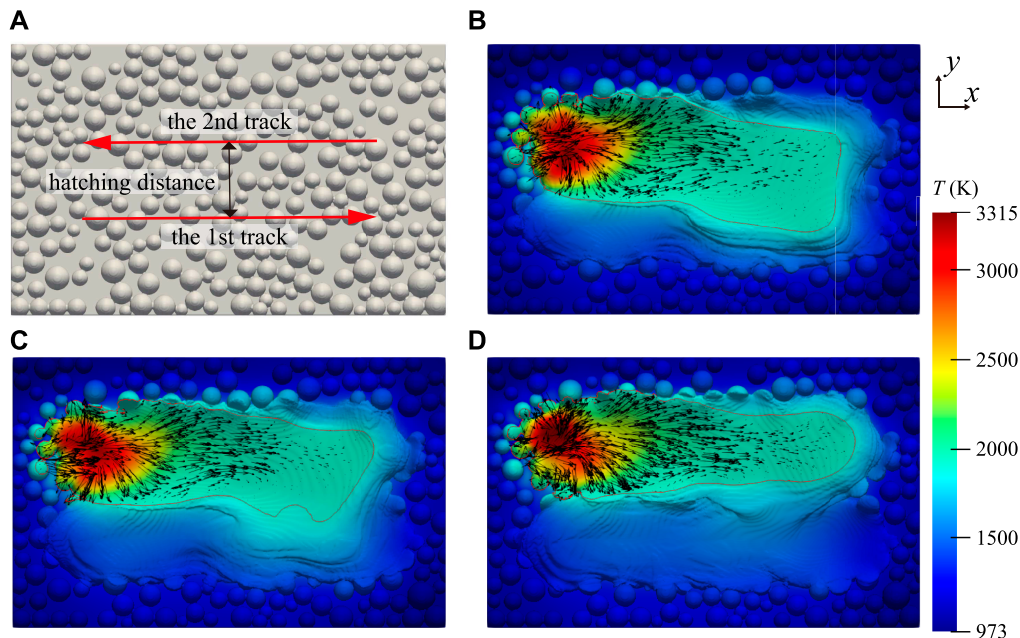 A
the 2nd track
hatching distance
the 1st track
B
y
x
T (K)
3315
3000
2500
2000
1500
973
C
D